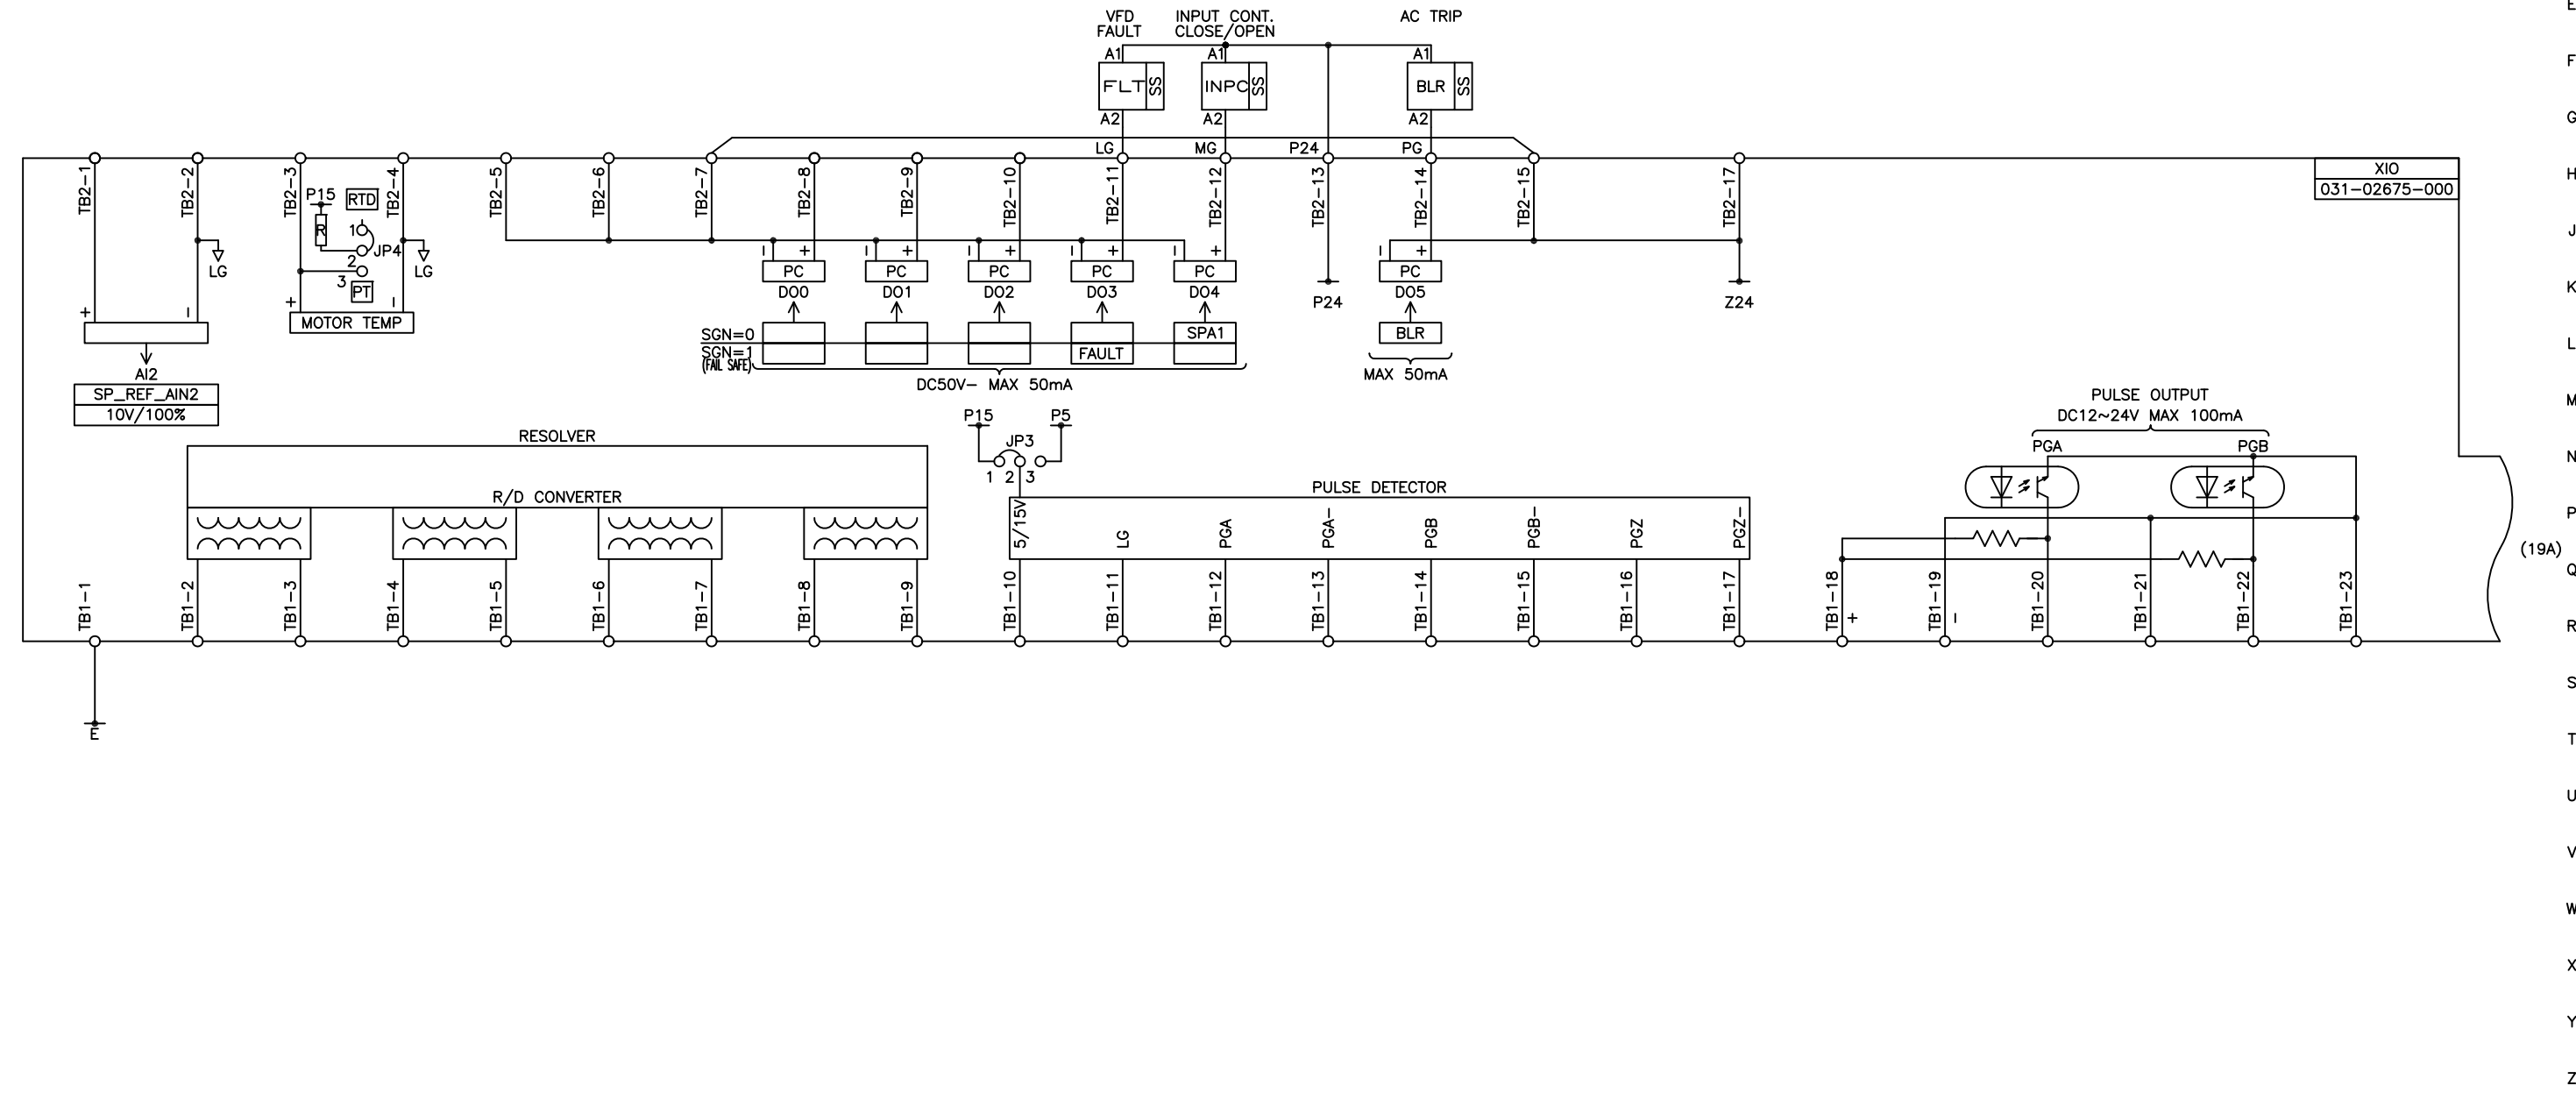 VFD
FAULT
INPUT CONT.
CLOSE/OPEN
AC TRIP
A1 A1 A1
FLT SS INPC SS BLR SS
A2 A2 A2
LG MG P24 PG
TB2-1 TB2-2 TB2-3 TB2-4 TB2-5 TB2-6 TB2-7 TB2-8 TB2-9 TB2-10 TB2-11 TB2-12 TB2-13 TB2-14 TB2-15 TB2-17
XIO
031-02675-000
P15 RTD
R 1
JP4
2
3 PT
LG LG
+ - + -
MOTOR TEMP
- + - + - + - + - + - +
PC PC PC PC PC PC
DO0 DO1 DO2 DO3 DO4 DO5
P24 Z24
SGN=0 SPA1 BLR
SGN=1 FAULT
(FAIL SAFE)
DC50V- MAX 50mA
MAX 50mA
AI2
SP_REF_AIN2
10V/100%
RESOLVER
R/D CONVERTER
P15 P5
JP3
1 2 3
PULSE DETECTOR
5/15V LG PGA PGA- PGB PGB- PGZ PGZ-
PULSE OUTPUT
DC12~24V MAX 100mA
PGA PGB
TB1-1 TB1-2 TB1-3 TB1-4 TB1-5 TB1-6 TB1-7 TB1-8 TB1-9 TB1-10 TB1-11 TB1-12 TB1-13 TB1-14 TB1-15 TB1-16 TB1-17 TB1-18 + TB1-19 - TB1-20 TB1-21 TB1-22 TB1-23
E
(19A)
E
F
G
H
J
K
L
M
N
P
Q
R
S
T
U
V
W
X
Y
Z